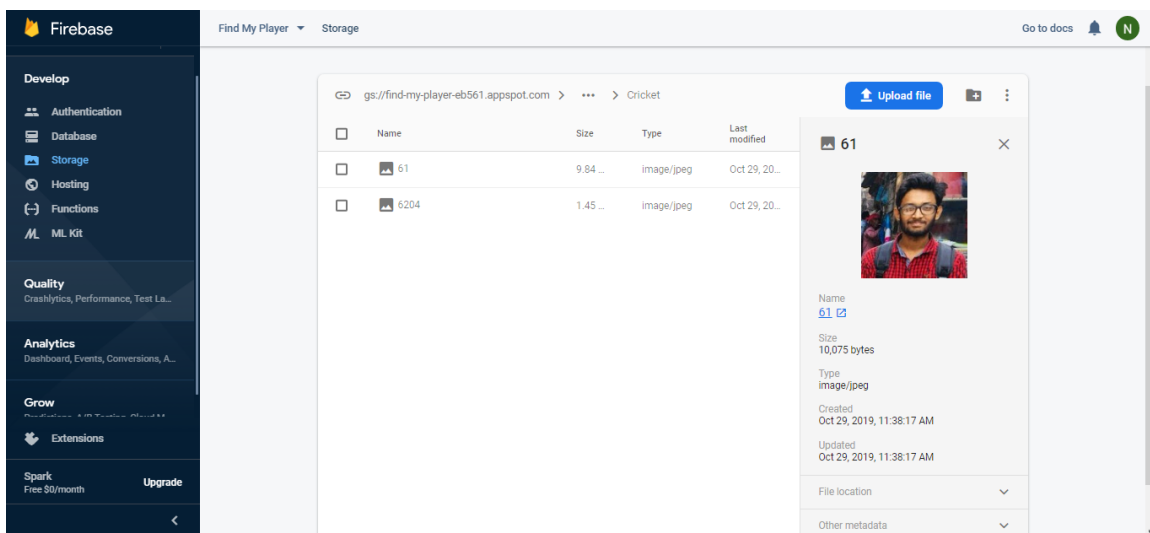 Firebase
Find My Player
Storage
Go to docs
N
Develop
Authentication
Database
Storage
Hosting
Functions
ML Kit
Quality
Crashlytics, Performance, Test La...
Analytics
Dashboard, Events, Conversions, A...
Grow
Extensions
Spark
Free $0/month
Upgrade
gs://find-my-player-eb561.appspot.com
Cricket
Upload file
Name Size Type Last modified
61 9.84 ... image/jpeg Oct 29, 20...
6204 1.45 ... image/jpeg Oct 29, 20...
61
Name
61
Size
10,075 bytes
Type
image/jpeg
Created
Oct 29, 2019, 11:38:17 AM
Updated
Oct 29, 2019, 11:38:17 AM
File location
Other metadata